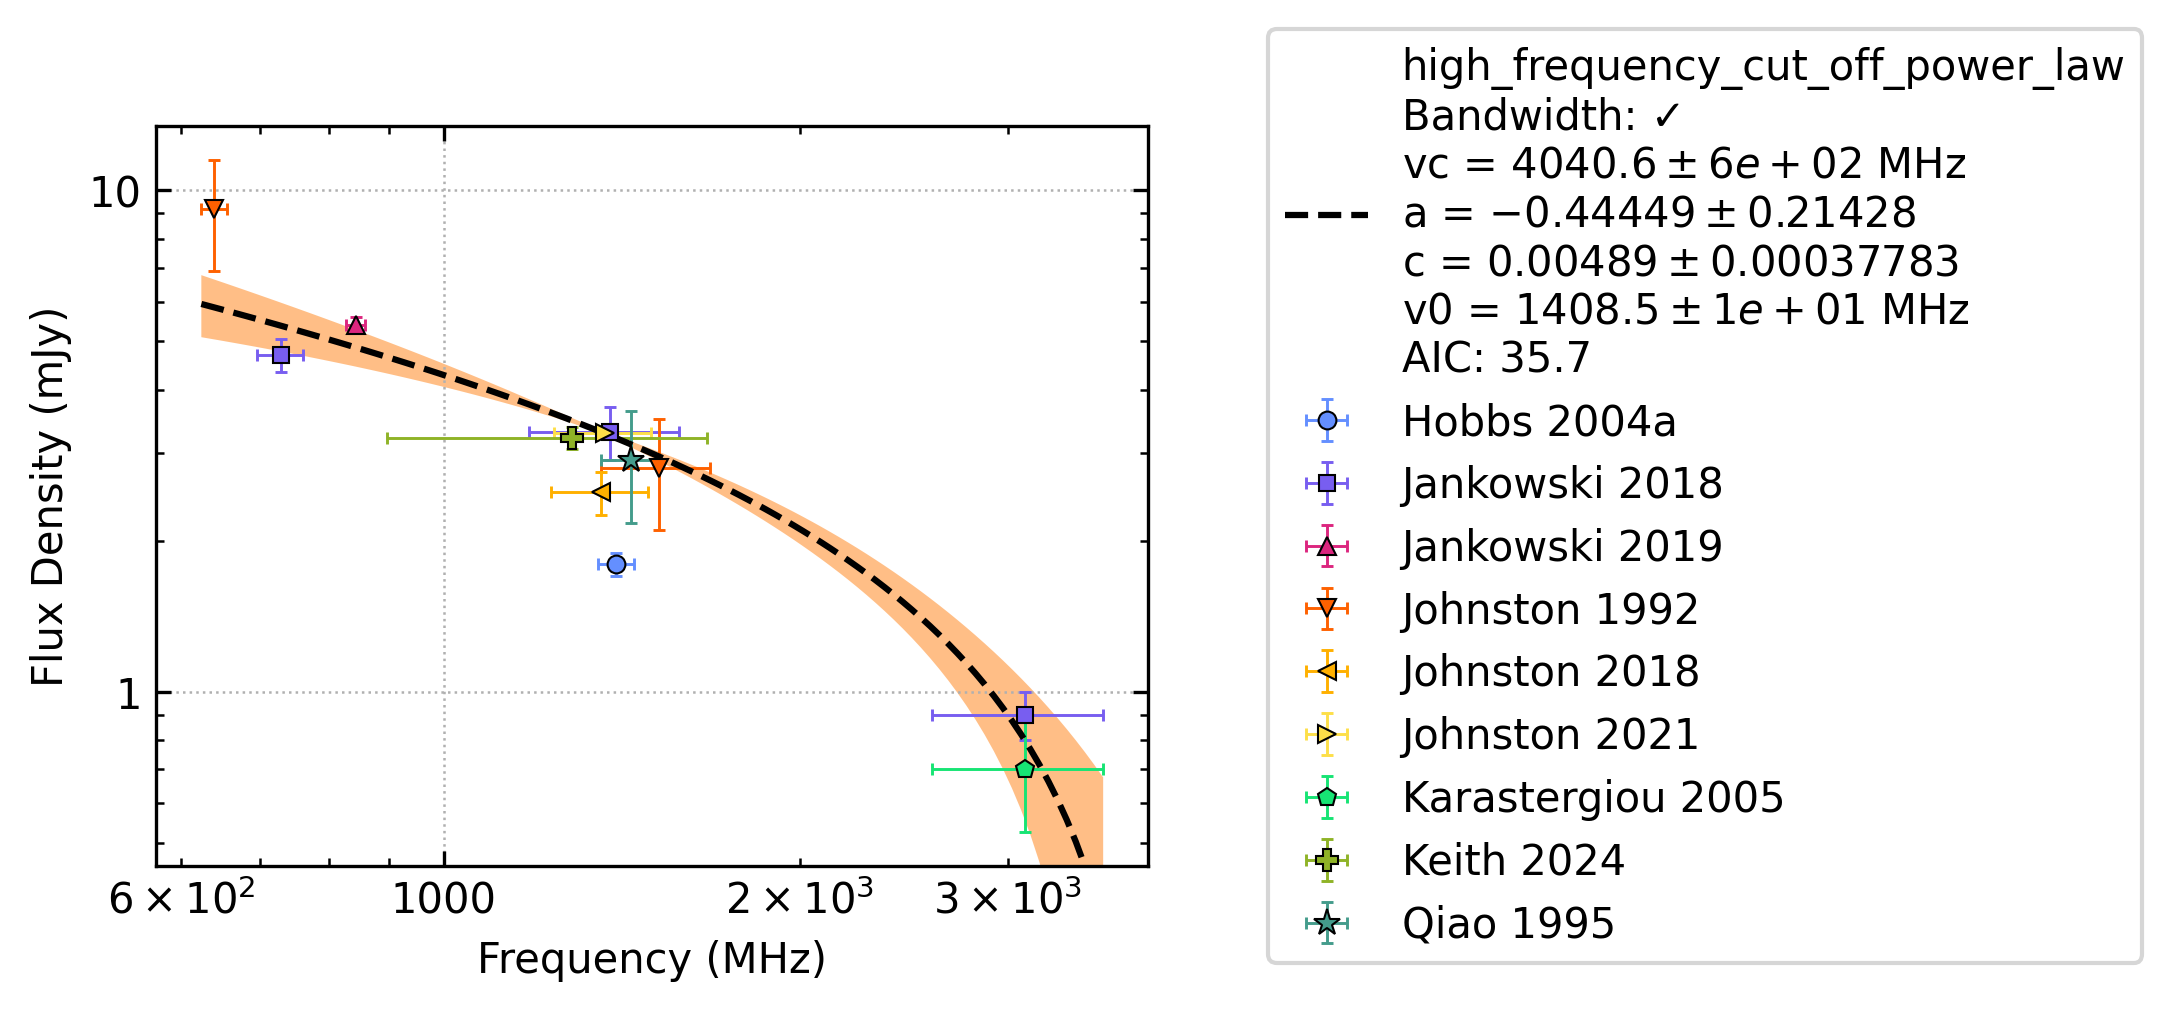 high_frequency_cut_off_power_law
Bandwidth: ✓
vc = 4040.6 ± 6e + 02 MHz
a = −0.44449 ± 0.21428
c = 0.00489 ± 0.00037783
v0 = 1408.5 ± 1e + 01 MHz
AIC: 35.7
Hobbs 2004a
Jankowski 2018
Jankowski 2019
Johnston 1992
Johnston 2018
Johnston 2021
Karastergiou 2005
Keith 2024
Qiao 1995
Flux Density (mJy)
10
1
6 × 10² 1000 2 × 10³ 3 × 10³
Frequency (MHz)